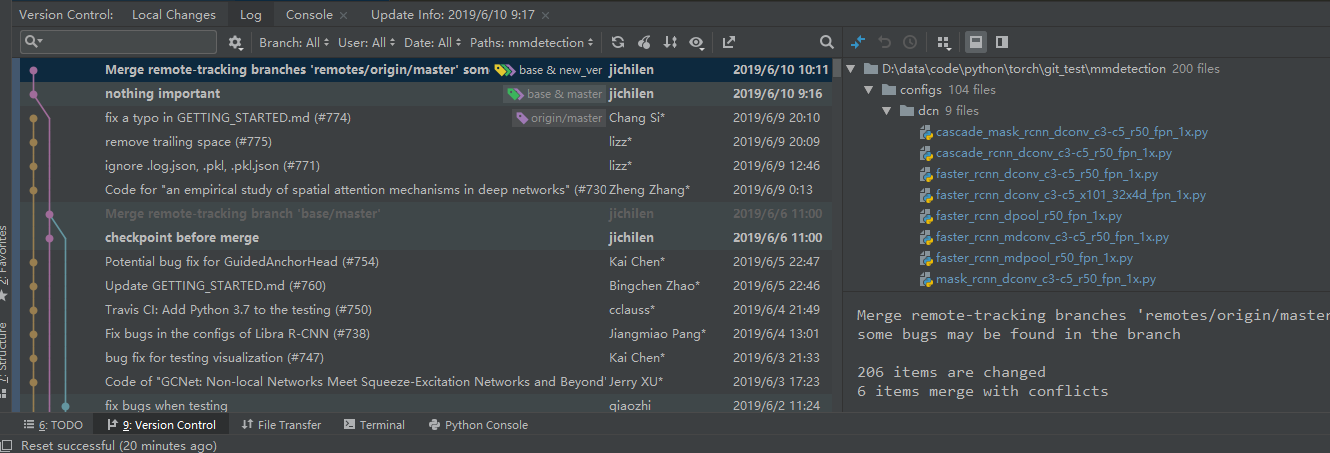 Version Control: Local Changes Log Console × Update Info: 2019/6/10 9:17 ×
Branch: All User: All Date: All Paths: mmdetection
Merge remote-tracking branches 'remotes/origin/master' som base & new_ver jichilen 2019/6/10 10:11
nothing important base & master jichilen 2019/6/10 9:16
fix a typo in GETTING_STARTED.md (#774) origin/master Chang Si* 2019/6/9 20:10
remove trailing space (#775) lizz* 2019/6/9 20:09
ignore .log.json, .pkl, .pkl.json (#771) lizz* 2019/6/9 12:46
Code for "an empirical study of spatial attention mechanisms in deep networks" (#730 Zheng Zhang* 2019/6/9 0:13
Merge remote-tracking branch 'base/master' jichilen 2019/6/6 11:00
checkpoint before merge jichilen 2019/6/6 11:00
Potential bug fix for GuidedAnchorHead (#754) Kai Chen* 2019/6/5 22:47
Update GETTING_STARTED.md (#760) Bingchen Zhao* 2019/6/5 22:46
Travis CI: Add Python 3.7 to the testing (#750) cclauss* 2019/6/4 21:49
Fix bugs in the configs of Libra R-CNN (#738) Jiangmiao Pang* 2019/6/4 13:01
bug fix for testing visualization (#747) Kai Chen* 2019/6/3 21:33
Code of "GCNet: Non-local Networks Meet Squeeze-Excitation Networks and Beyond" Jerry XU* 2019/6/3 17:23
fix bugs when testing qiaozhi 2019/6/2 11:24
D:\data\code\python\torch\git_test\mmdetection 200 files
configs 104 files
dcn 9 files
cascade_mask_rcnn_dconv_c3-c5_r50_fpn_1x.py
cascade_rcnn_dconv_c3-c5_r50_fpn_1x.py
faster_rcnn_dconv_c3-c5_r50_fpn_1x.py
faster_rcnn_dconv_c3-c5_x101_32x4d_fpn_1x.py
faster_rcnn_dpool_r50_fpn_1x.py
faster_rcnn_mdconv_c3-c5_r50_fpn_1x.py
faster_rcnn_mdpool_r50_fpn_1x.py
mask_rcnn_dconv_c3-c5_r50_fpn_1x.py
Merge remote-tracking branches 'remotes/origin/master
some bugs may be found in the branch
206 items are changed
6 items merge with conflicts
2: Favorites
7: Structure
6: TODO 9: Version Control File Transfer Terminal Python Console
Reset successful (20 minutes ago)